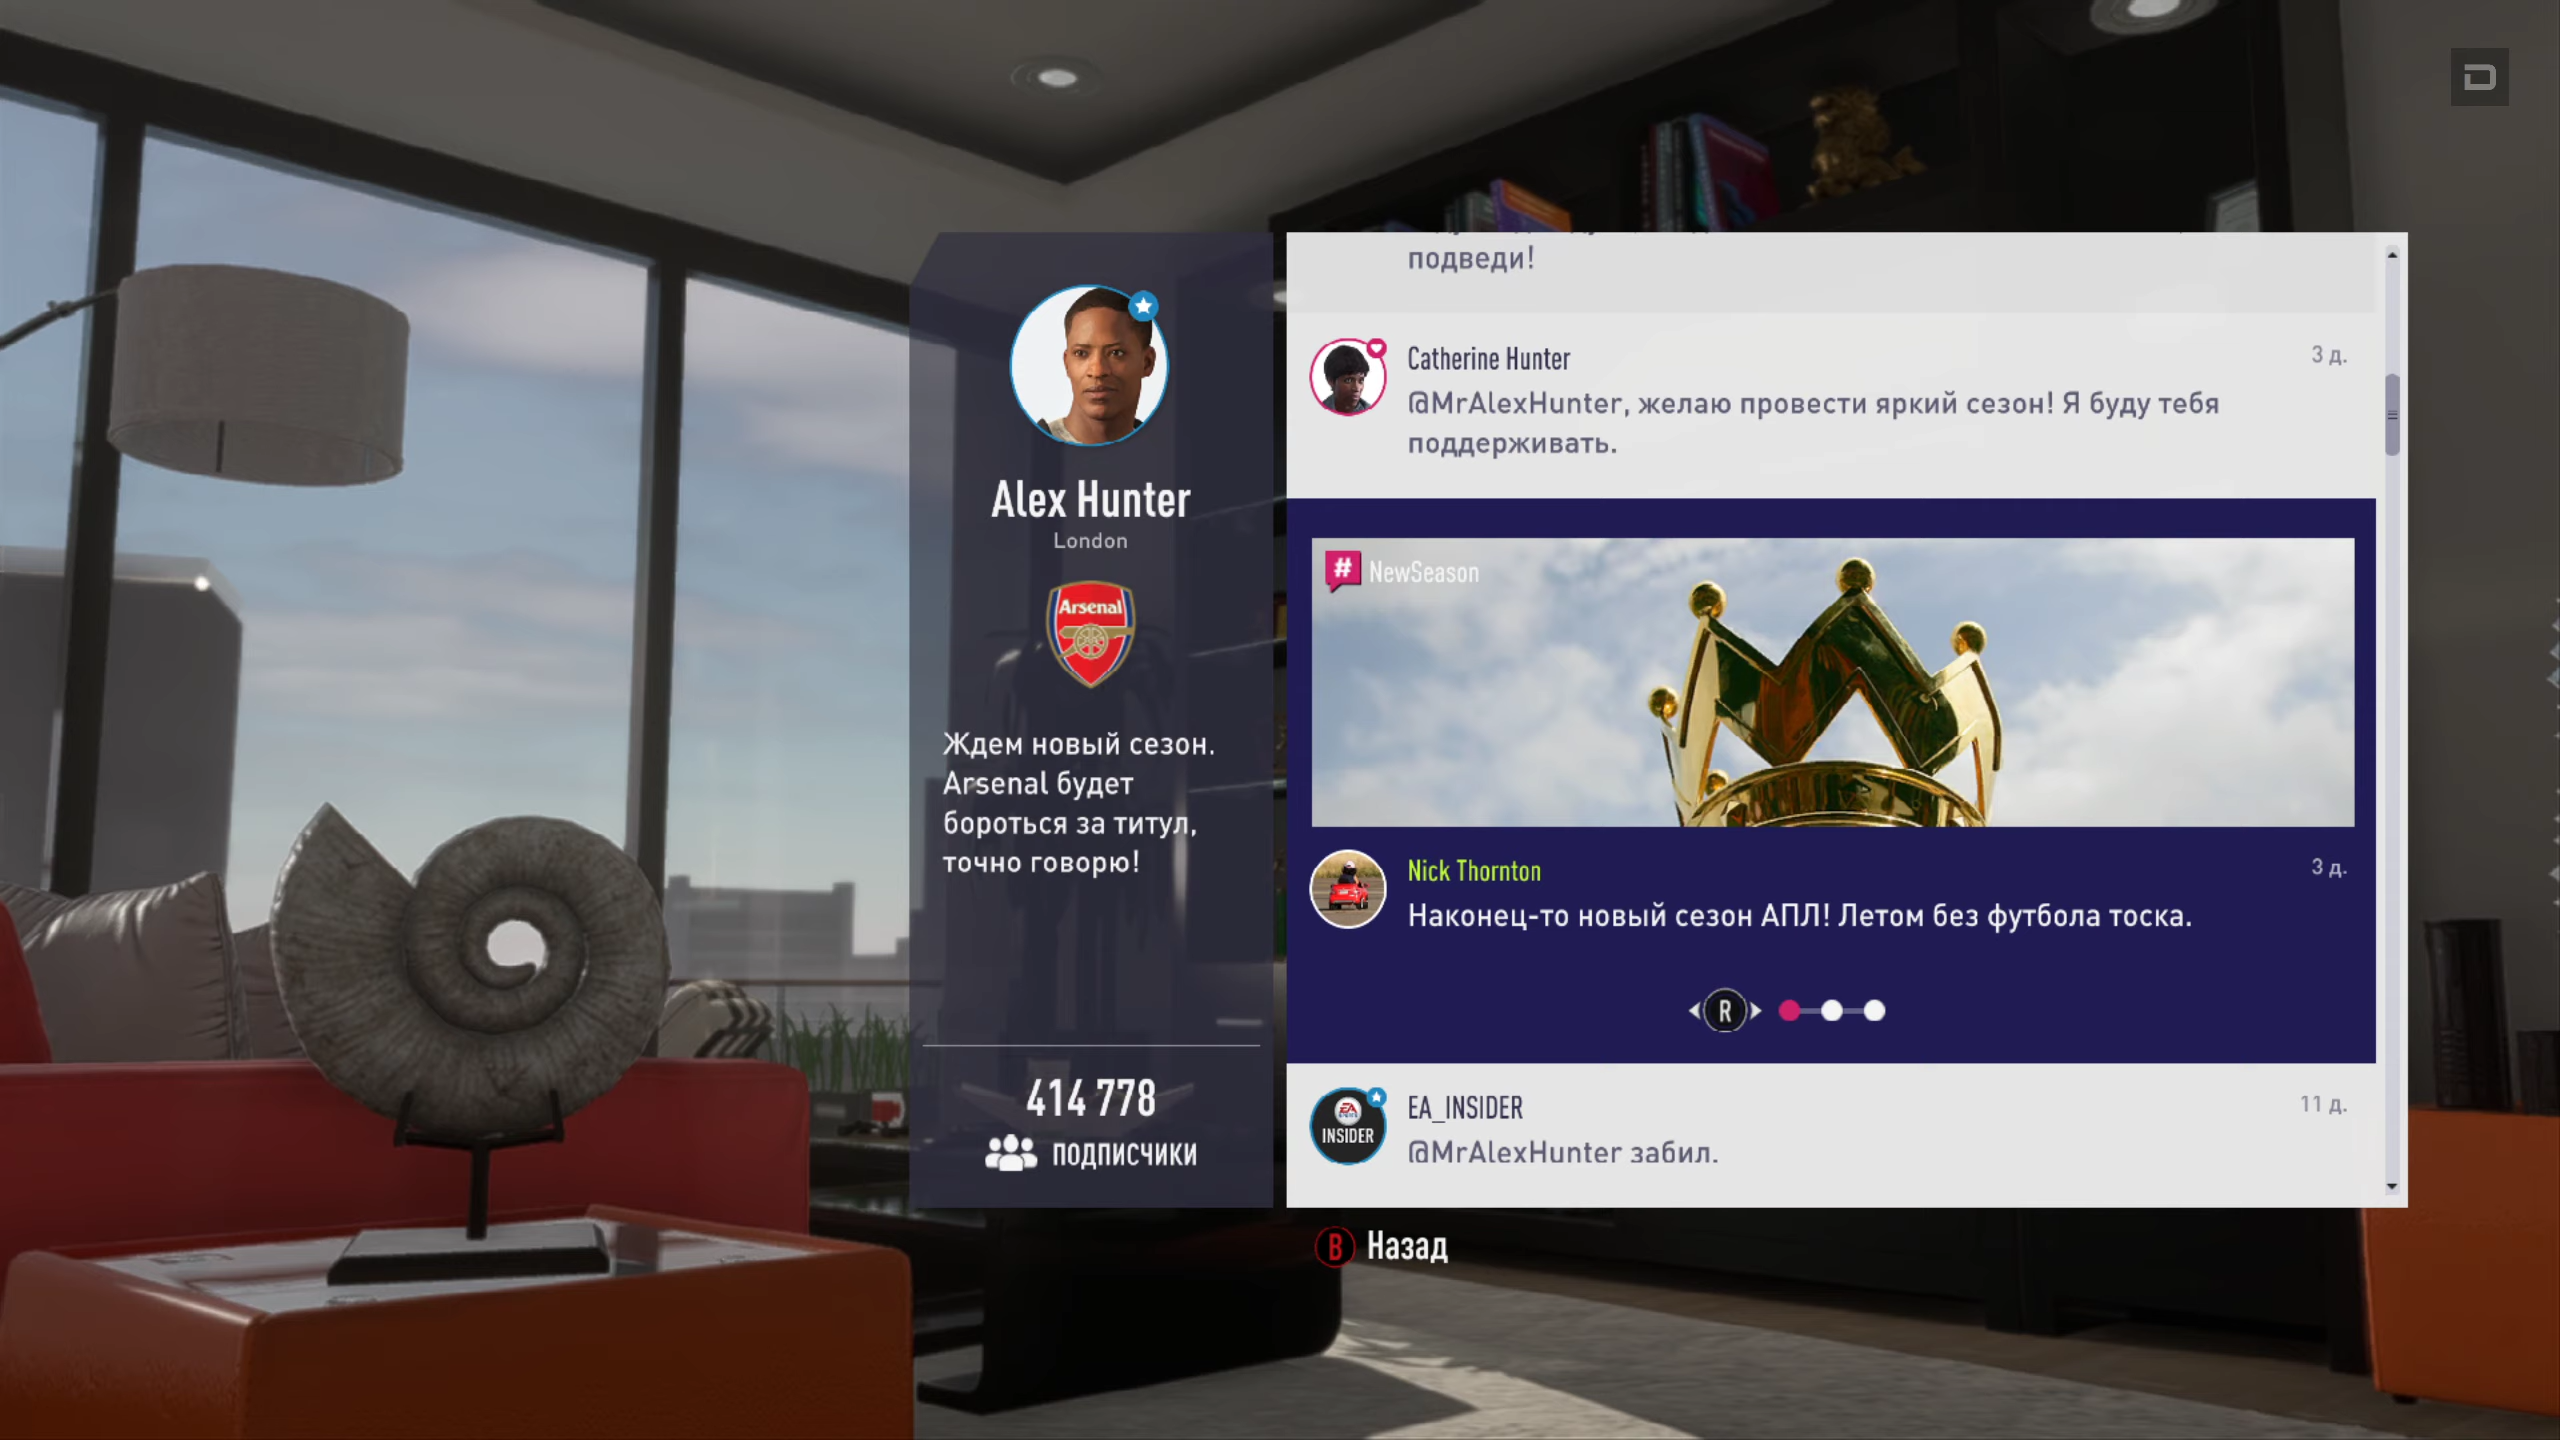 Alex Hunter
London
Arsenal
Ждем новый сезон.
Arsenal будет
бороться за титул,
точно говорю!
414 778
подписчики
подведи!
Catherine Hunter
3 д.
@MrAlexHunter, желаю провести яркий сезон! Я буду тебя
поддерживать.
# NewSeason
Nick Thornton
3 д.
Наконец-то новый сезон АПЛ! Летом без футбола тоска.
R
EA
INSIDER
EA_INSIDER
11 д.
@MrAlexHunter забил.
B Назад